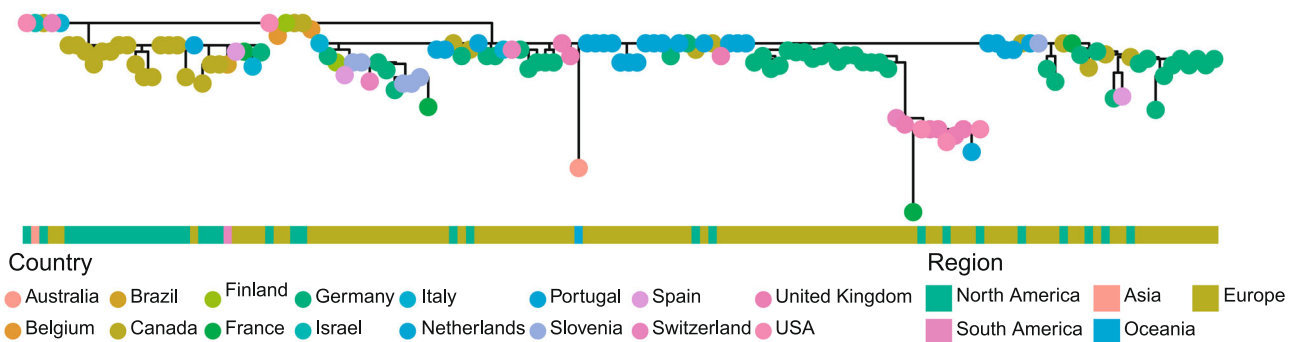 Country
Region
Australia Brazil Finland Germany Italy Portugal Spain United Kingdom
North America Asia Europe
Belgium Canada France Israel Netherlands Slovenia Switzerland USA
South America Oceania